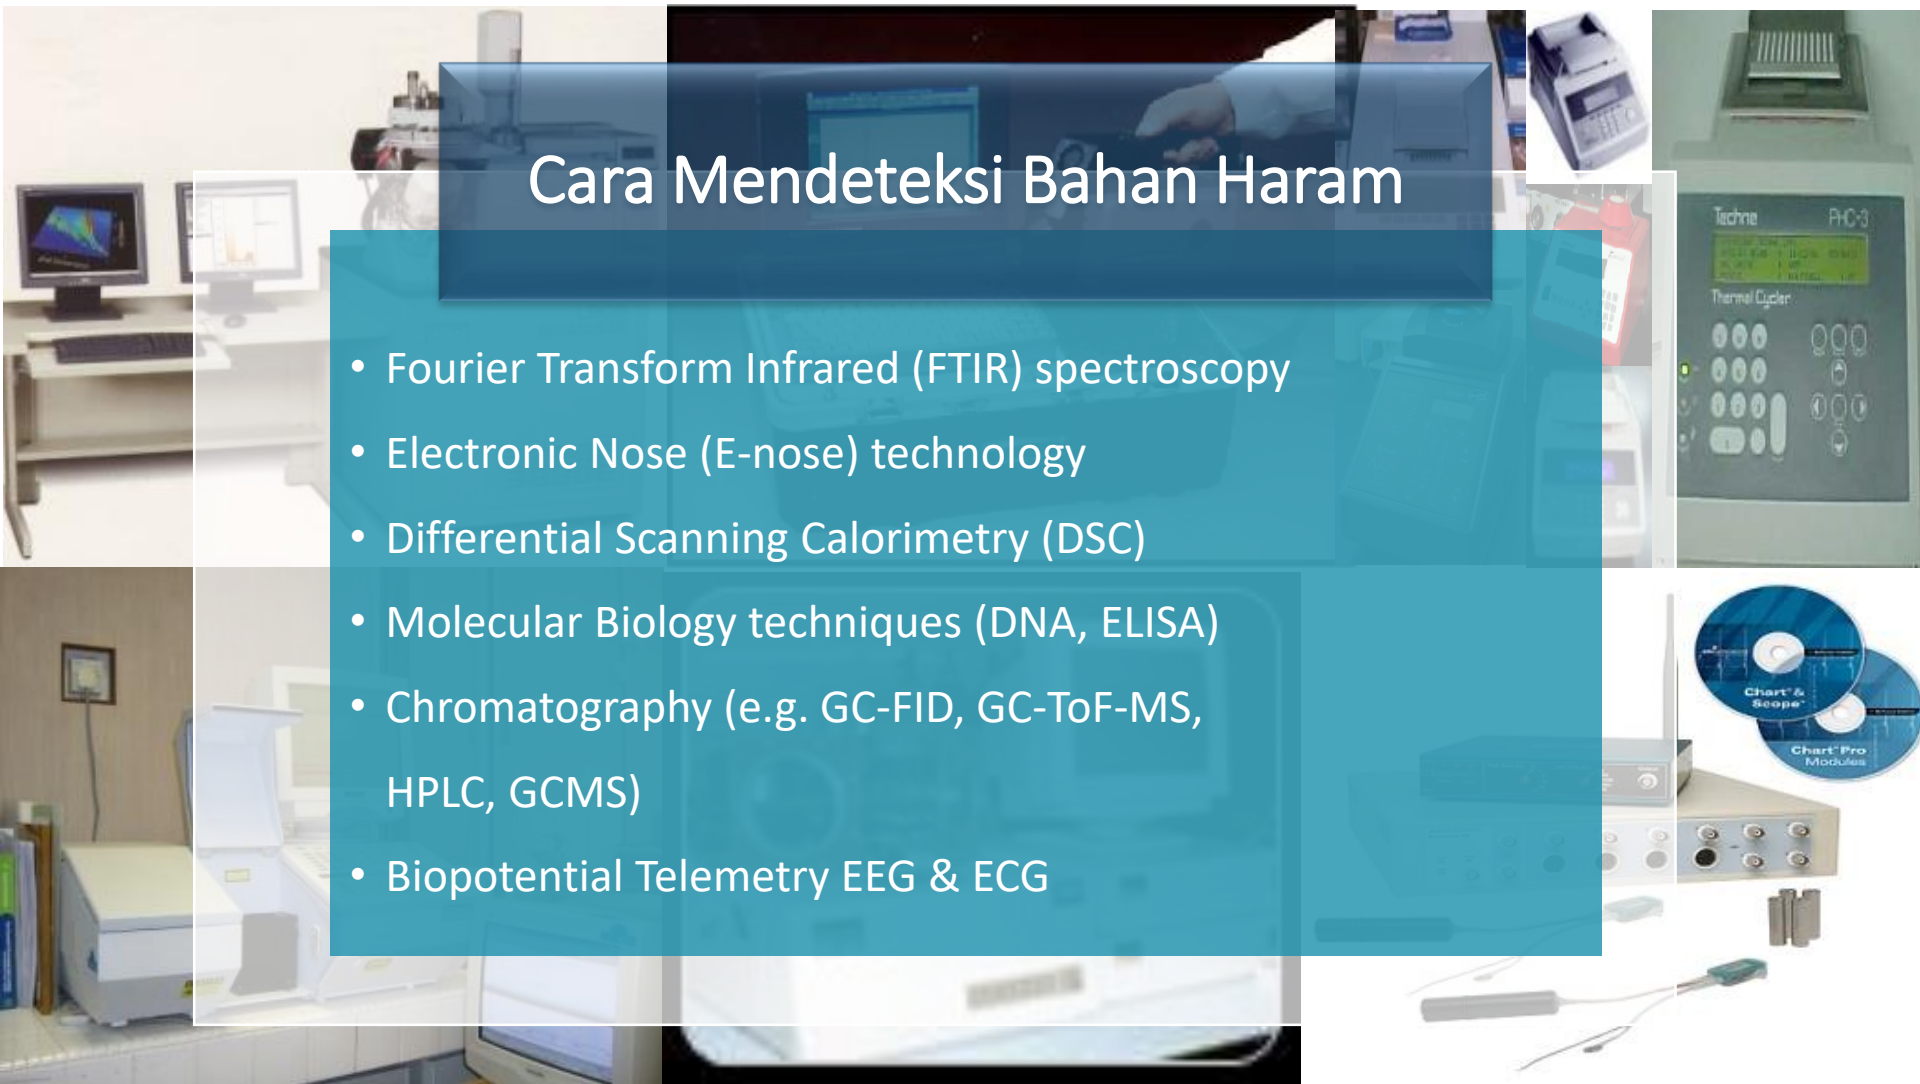 Cara Mendeteksi Bahan Haram
• Fourier Transform Infrared (FTIR) spectroscopy
• Electronic Nose (E-nose) technology
• Differential Scanning Calorimetry (DSC)
• Molecular Biology techniques (DNA, ELISA)
• Chromatography (e.g. GC-FID, GC-ToF-MS,
HPLC, GCMS)
• Biopotential Telemetry EEG & ECG
Techne PHC-3
Thermal Cycler
Chart &
Scope
Chart Pro
Modules